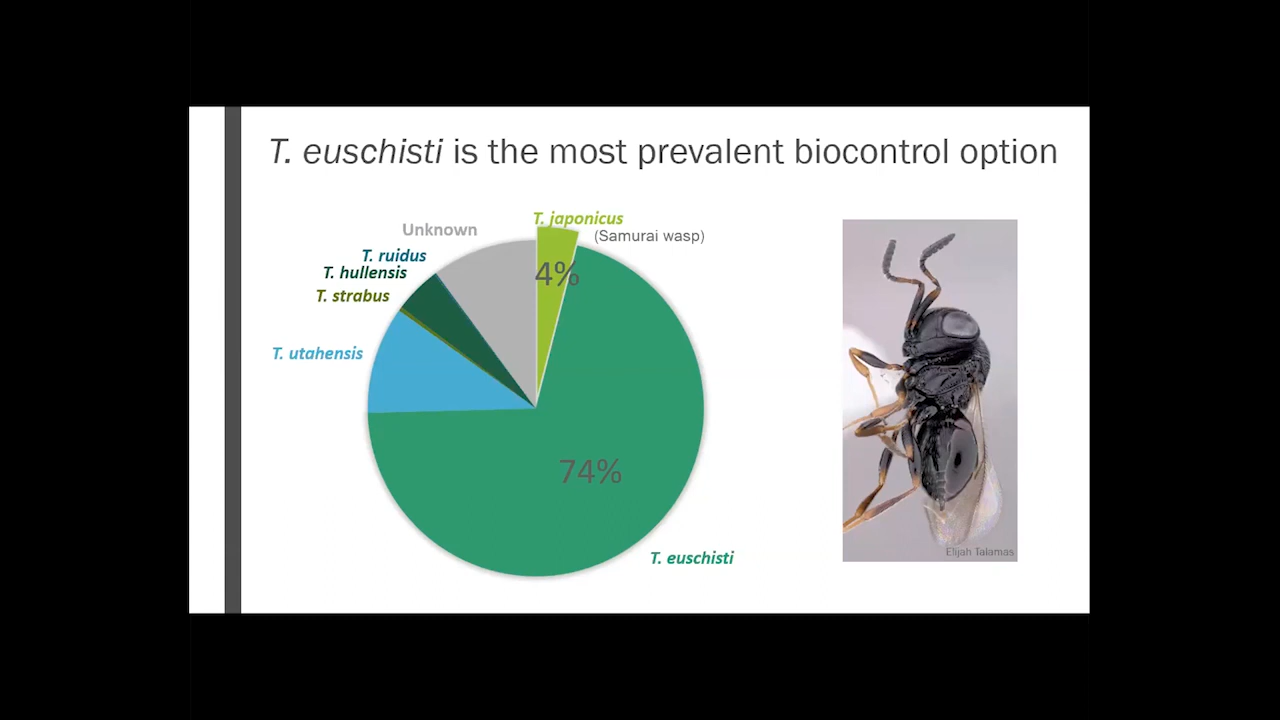 T. euschisti is the most prevalent biocontrol option
T. japonicus
(Samurai wasp)
Unknown
T. ruidus
T. hullensis
T. strabus
T. utahensis
4%
74%
T. euschisti
Elijah Talamas